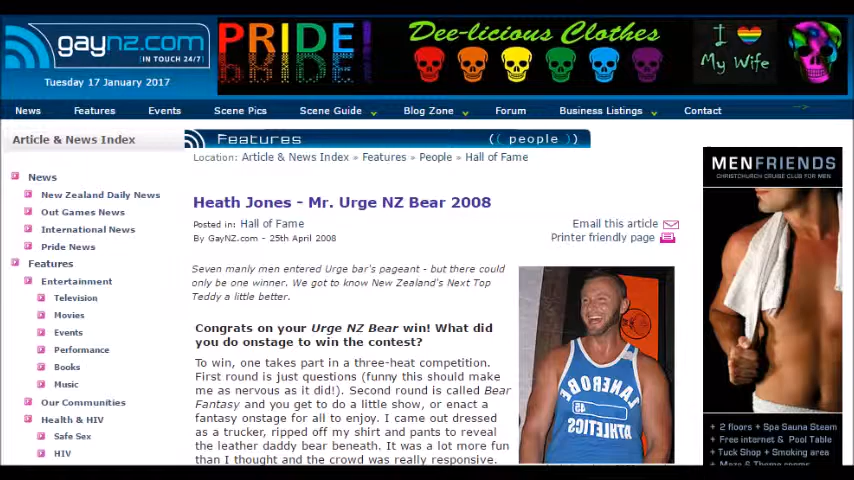 gaynz.com
IN TOUCH 24/7
Tuesday 17 January 2017
PRIDE!
Dee-licious Clothes
I
My Wife
News
Features
Events
Scene Pics
Scene Guide
Blog Zone
Forum
Business Listings
Contact
Article & News Index
Features
((people))
Location: Article & News Index » Features » People » Hall of Fame
News
New Zealand Daily News
Out Games News
International News
Pride News
Features
Entertainment
Television
Movies
Events
Performance
Books
Music
Our Communities
Health & HIV
Safe Sex
HIV
Heath Jones - Mr. Urge NZ Bear 2008
Posted in: Hall of Fame
By GayNZ.com - 25th April 2008
Email this article
Printer friendly page
Seven manly men entered Urge bar's pageant - but there could
only be one winner. We got to know New Zealand's Next Top
Teddy a little better.
Congrats on your Urge NZ Bear win! What did
you do onstage to win the contest?
To win, one takes part in a three-heat competition.
First round is just questions (funny this should make
me as nervous as it did!). Second round is called Bear
Fantasy and you get to do a little show, or enact a
fantasy onstage for all to enjoy. I came out dressed
as a trucker, ripped off my shirt and pants to reveal
the leather daddy bear beneath. It was a lot more fun
than I thought and the crowd was really responsive.
LANEROBE
45
ATHLETICS
MENFRIENDS
CHRISTCHURCH CRUISE CLUB FOR MEN
+ 2 floors + Spa Sauna Steam
+ Free internet & Pool Table
+ Tuck Shop + Smoking area